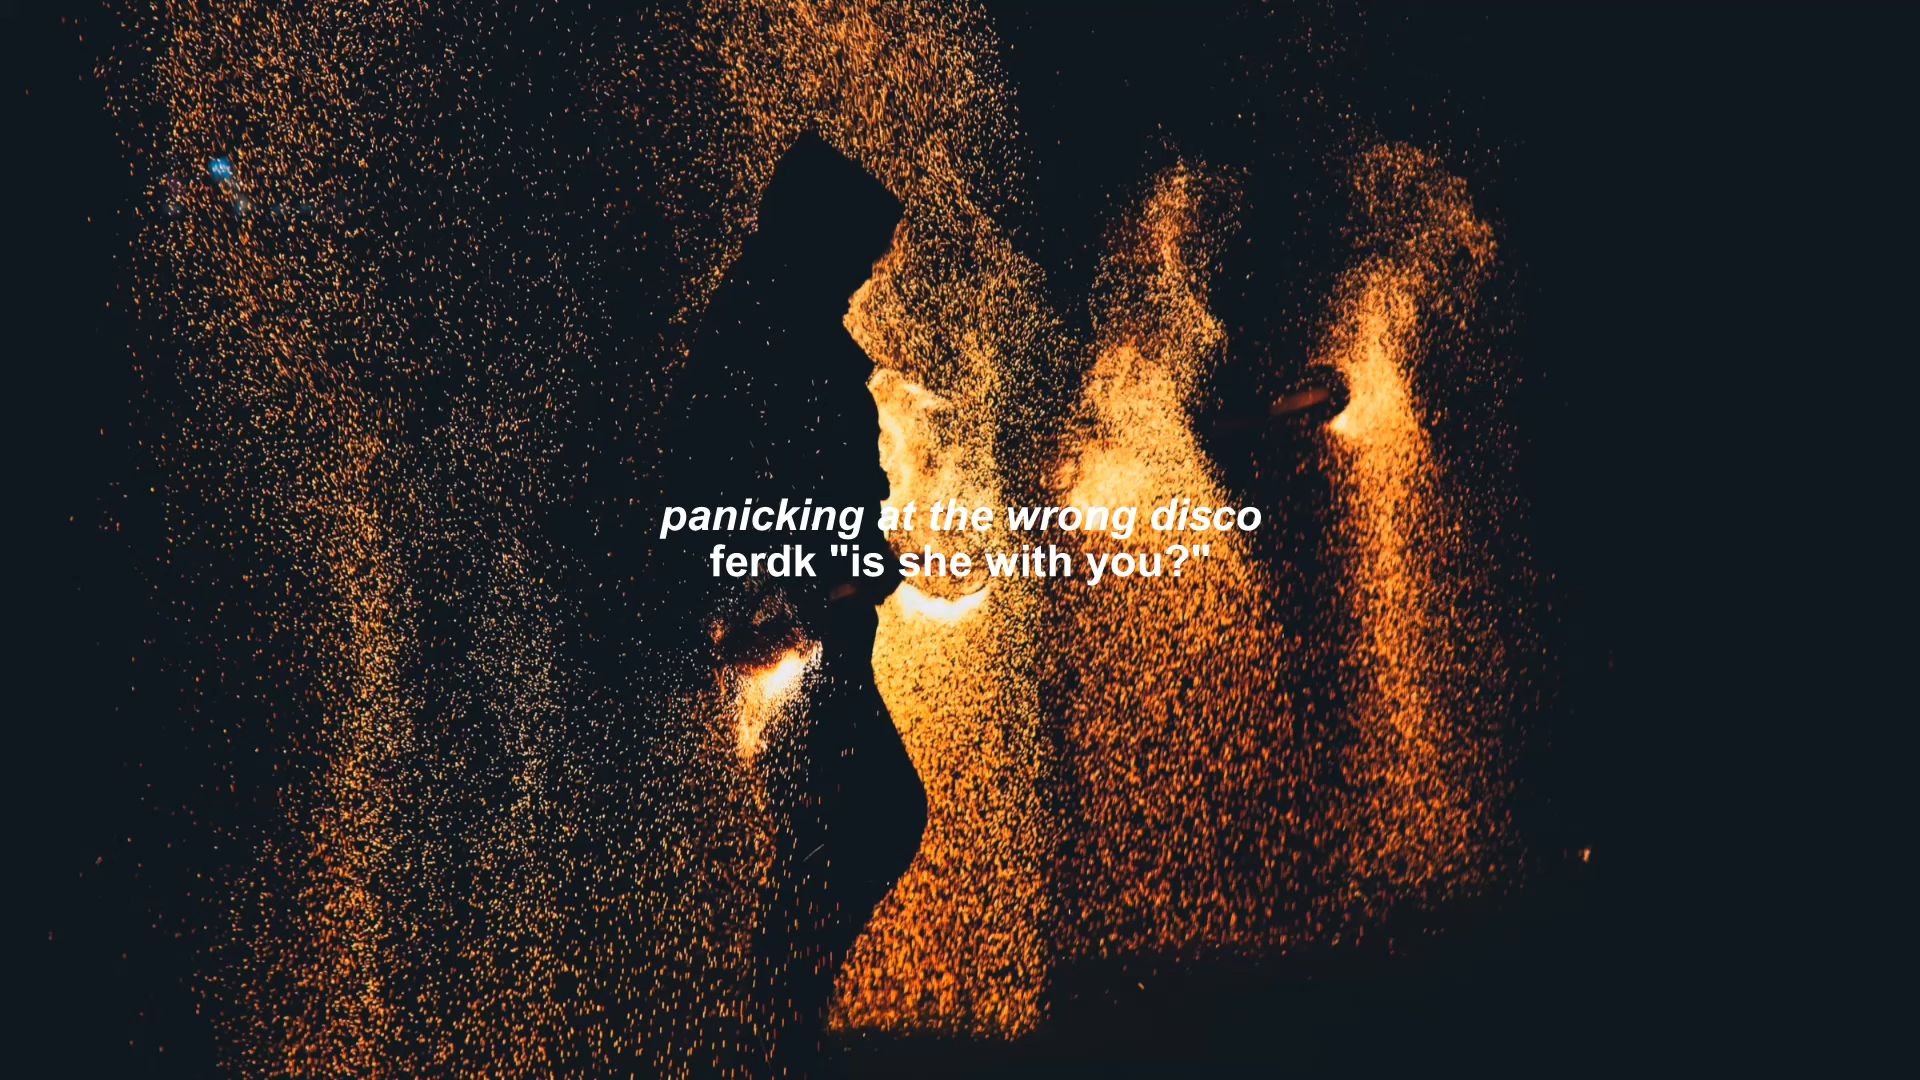 panicking at the wrong disco
ferdk "is she with you?"